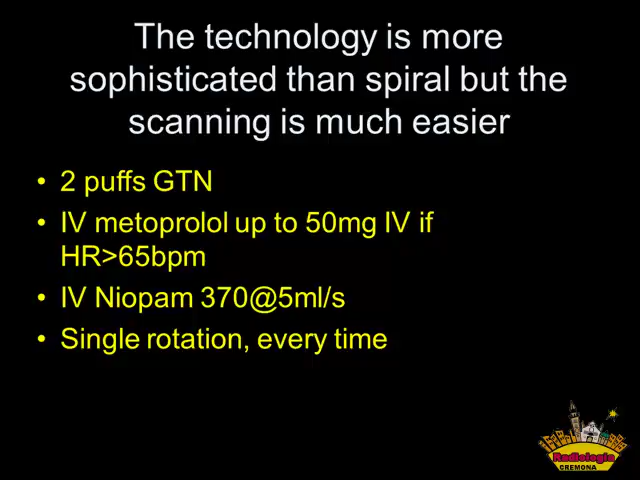 The technology is more
sophisticated than spiral but the
scanning is much easier
• 2 puffs GTN
• IV metoprolol up to 50mg IV if
HR>65bpm
• IV Niopam 370@5ml/s
• Single rotation, every time
Radiologia
CREMONA